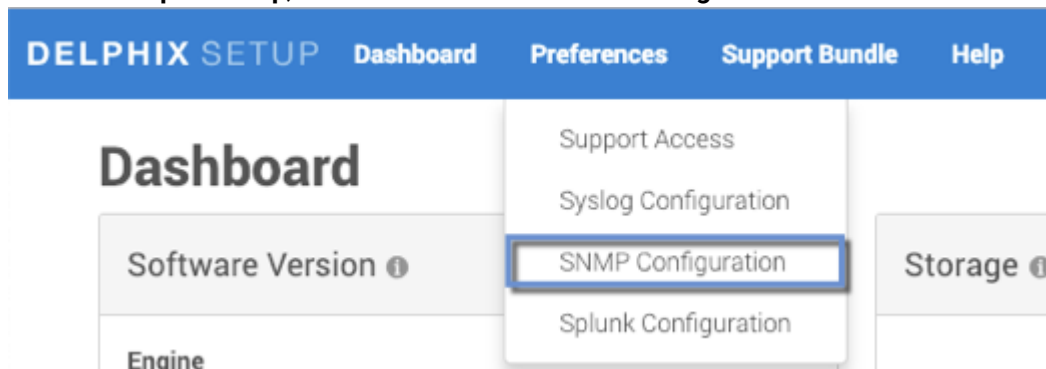 DELPHIX SETUP Dashboard Preferences Support Bundle Help
Support Access
Dashboard
Syslog Configuration
Software Version
SNMP Configuration
Storage
Splunk Configuration
Engine